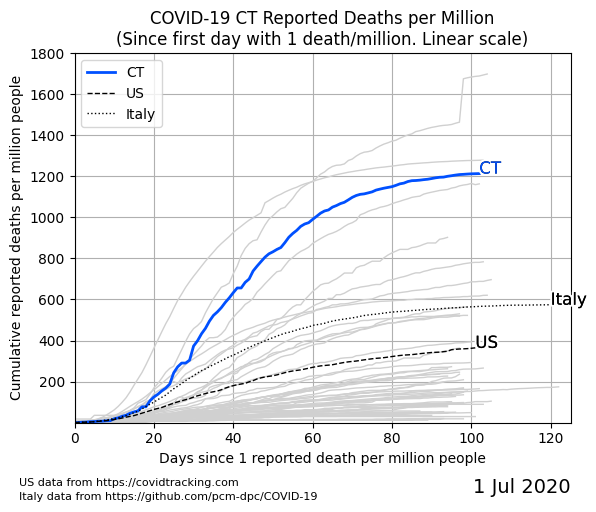 COVID-19 CT Reported Deaths per Million
(Since first day with 1 death/million. Linear scale)
Cumulative reported deaths per million people
1800
1600
1400
1200
1000
800
600
400
200
CT
US
Italy
CT
Italy
US
0 20 40 60 80 100 120
Days since 1 reported death per million people
US data from https://covidtracking.com
Italy data from https://github.com/pcm-dpc/COVID-19
1 Jul 2020